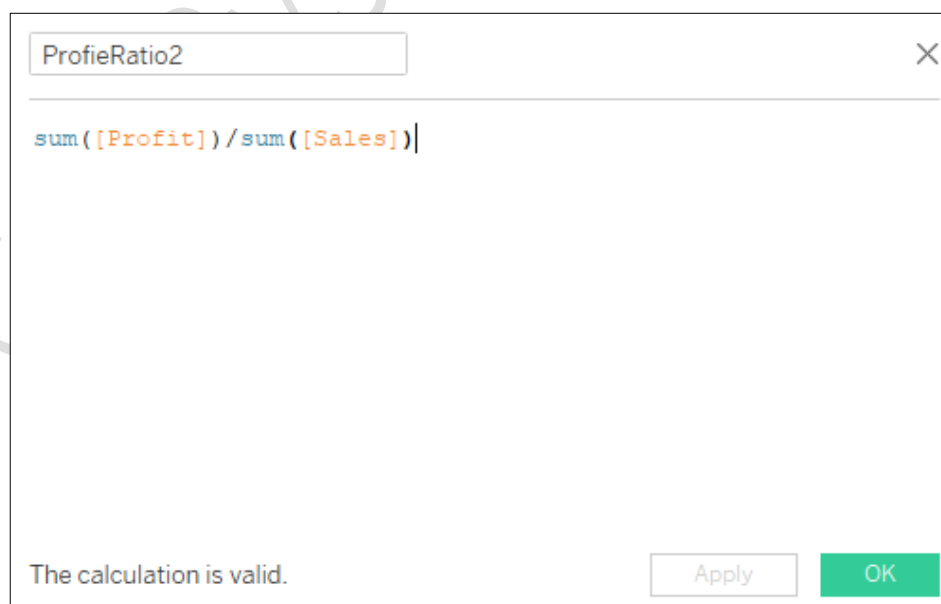 ProfieRatio2
sum([Profit])/sum([Sales])
The calculation is valid.
Apply
OK